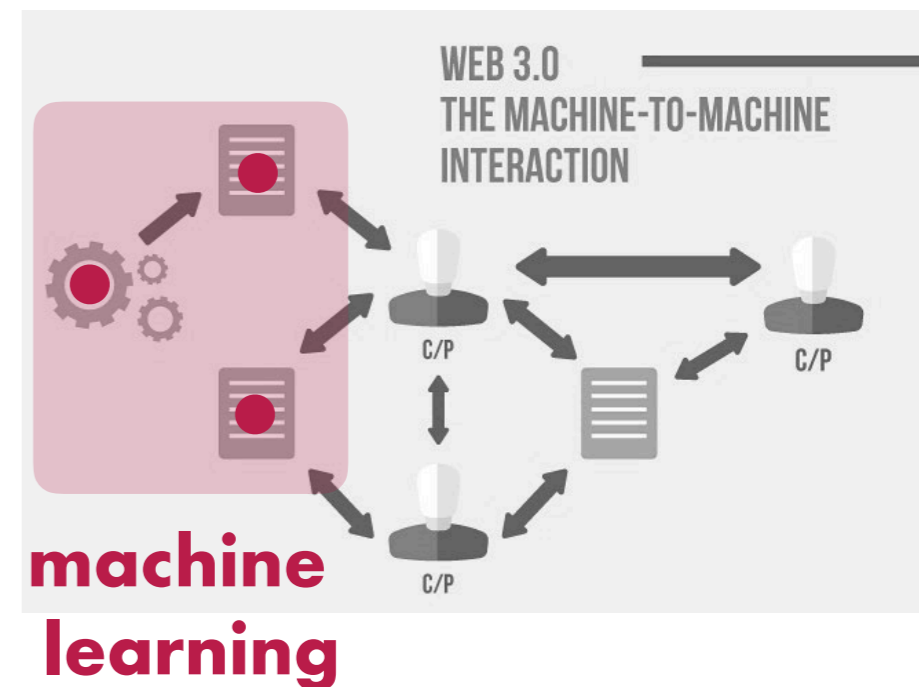 WEB 3.0
THE MACHINE-TO-MACHINE
INTERACTION
C/P
C/P
C/P
machine
learning